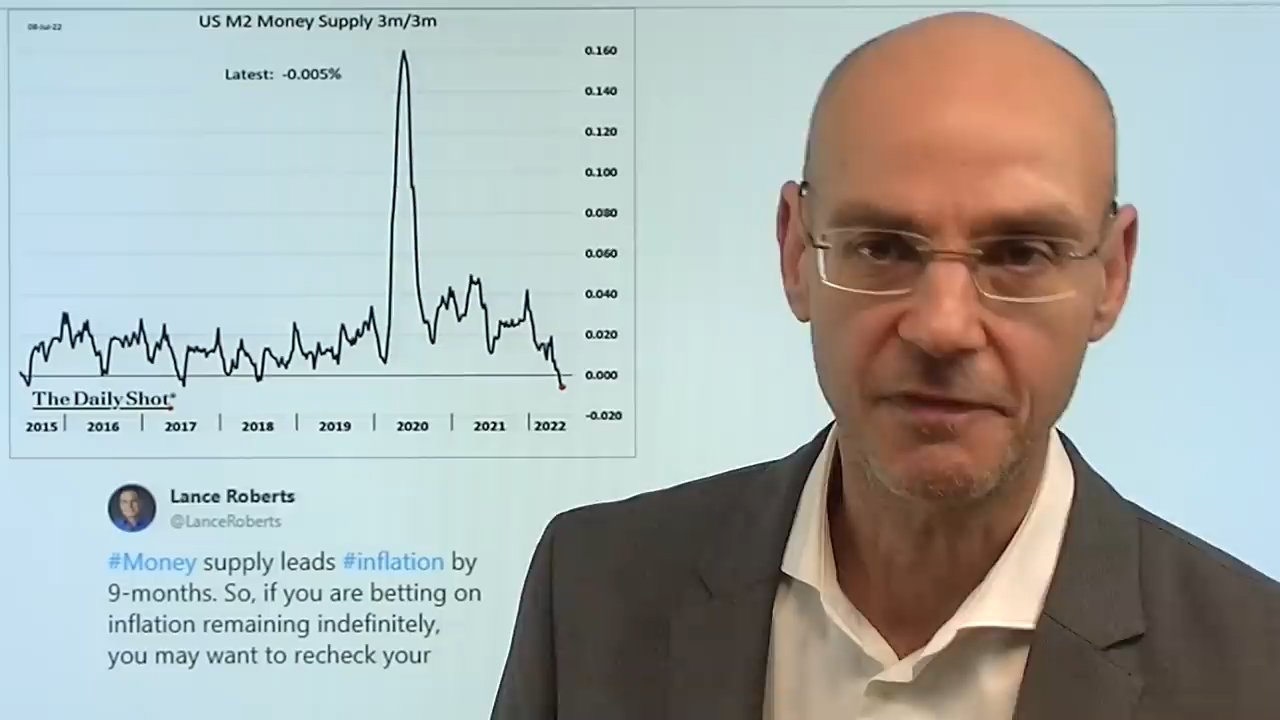 08-Jul-22
US M2 Money Supply 3m/3m
Latest: -0.005%
0.160
0.140
0.120
0.100
0.080
0.060
0.040
0.020
0.000
-0.020
The Daily Shot®
2015 | 2016 | 2017 | 2018 | 2019 | 2020 | 2021 | 2022
Lance Roberts
@LanceRoberts
#Money supply leads #inflation by
9-months. So, if you are betting on
inflation remaining indefinitely,
you may want to recheck your